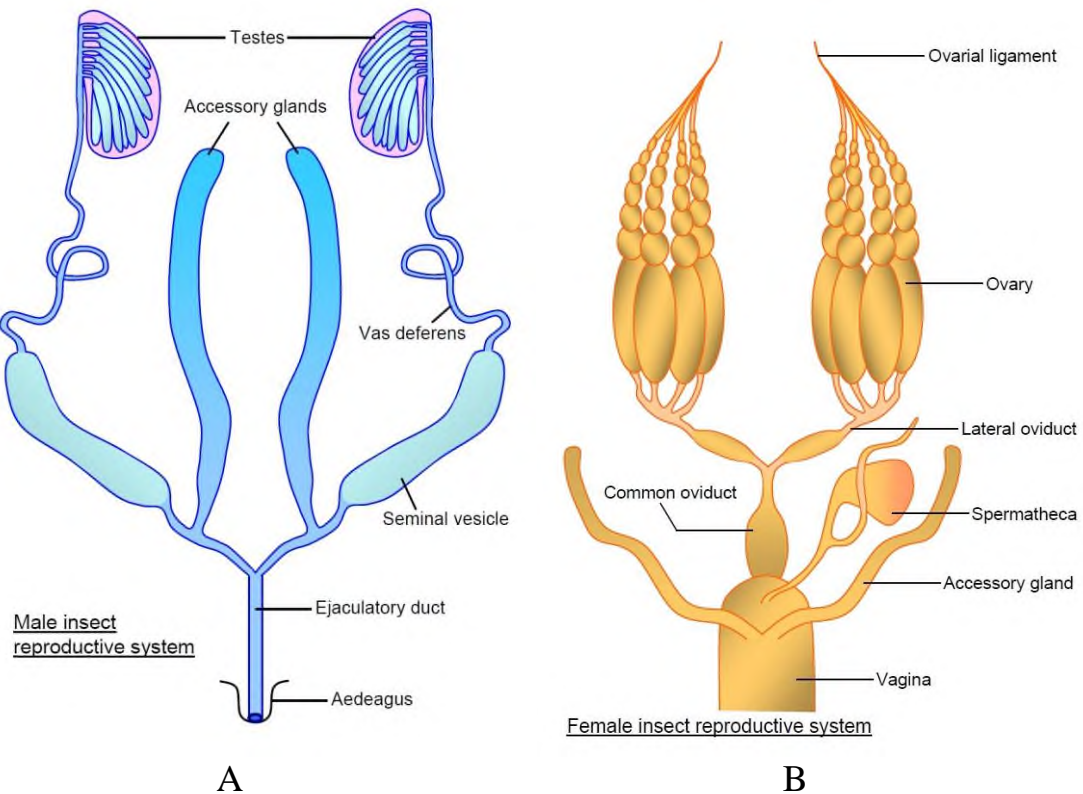 Testes
Accessory glands
Vas deferens
Seminal vesicle
Ejaculatory duct
Male insect
reproductive system
Aedeagus
A
Ovarial ligament
Ovary
Lateral oviduct
Common oviduct
Spermatheca
Accessory gland
Vagina
Female insect reproductive system
B